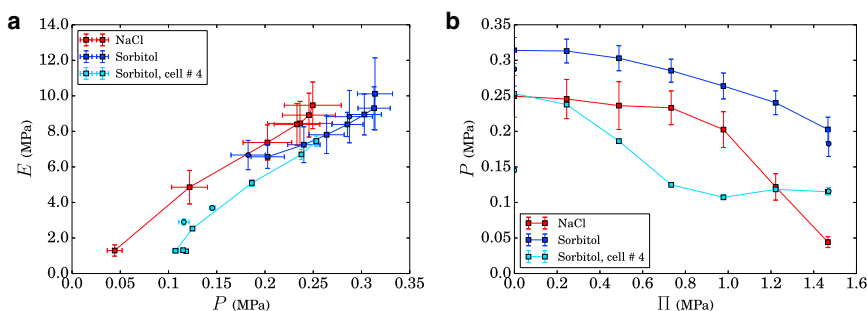 a
14.0
12.0
10.0
8.0
6.0
4.0
2.0
0.0
E (MPa)
NaCl
Sorbitol
Sorbitol, cell # 4
0.00
0.05
0.1
0.15
0.2
0.25
0.3
0.35
P (MPa)
b
0.35
0.3
0.25
0.2
0.15
0.1
0.05
0.0
P (MPa)
NaCl
Sorbitol
Sorbitol, cell # 4
0.0
0.2
0.4
0.6
0.8
1.0
1.2
1.4
1.6
Π (MPa)